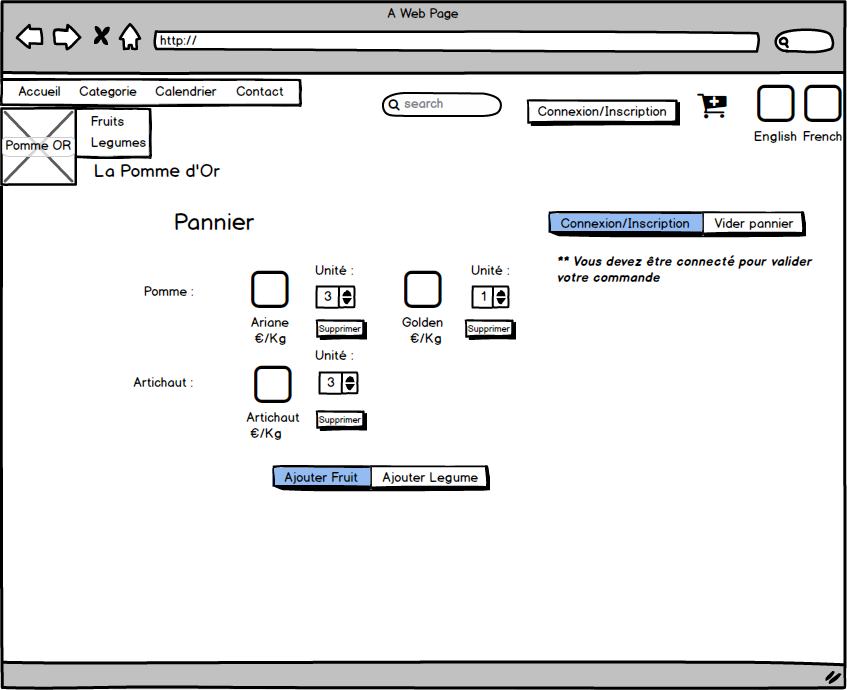 A Web Page
http://
Accueil Categorie Calendrier Contact
search
Connexion/Inscription
English French
Fruits
Legumes
Pomme OR
La Pomme d'Or
Pannier
Connexion/Inscription Vider pannier
** Vous devez être connecté pour valider
votre commande
Pomme :
Unité :
3
Ariane
€/Kg
Supprimer
Unité :
1
Golden
€/Kg
Supprimer
Artichaut :
Unité :
3
Artichaut
€/Kg
Supprimer
Ajouter Fruit Ajouter Legume